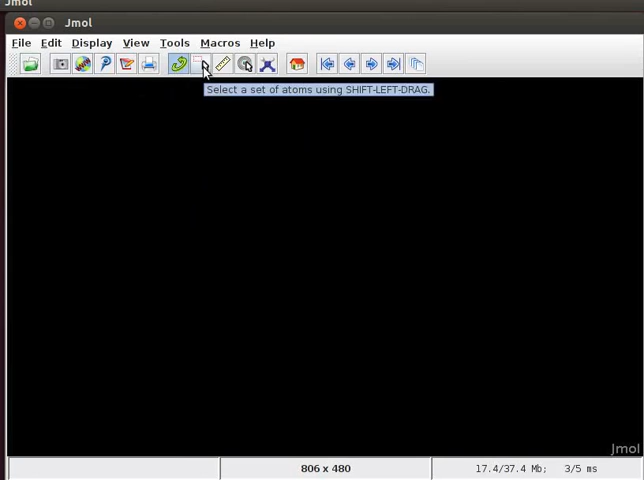 Jmol
Jmol
File Edit Display View Tools Macros Help
Select a set of atoms using SHIFT-LEFT-DRAG.
Jmol
806 x 480
17.4/37.4 Mb; 3/5 ms